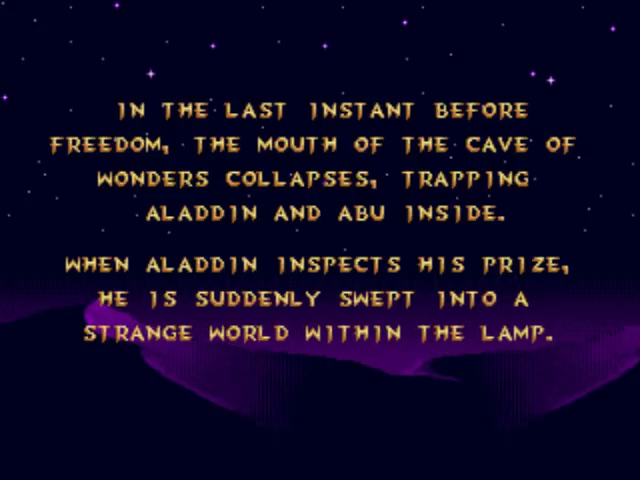 IN THE LAST INSTANT BEFORE
FREEDOM, THE MOUTH OF THE CAVE OF
WONDERS COLLAPSES, TRAPPING
ALADDIN AND ABU INSIDE.
WHEN ALADDIN INSPECTS HIS PRIZE,
HE IS SUDDENLY SWEPT INTO A
STRANGE WORLD WITHIN THE LAMP.